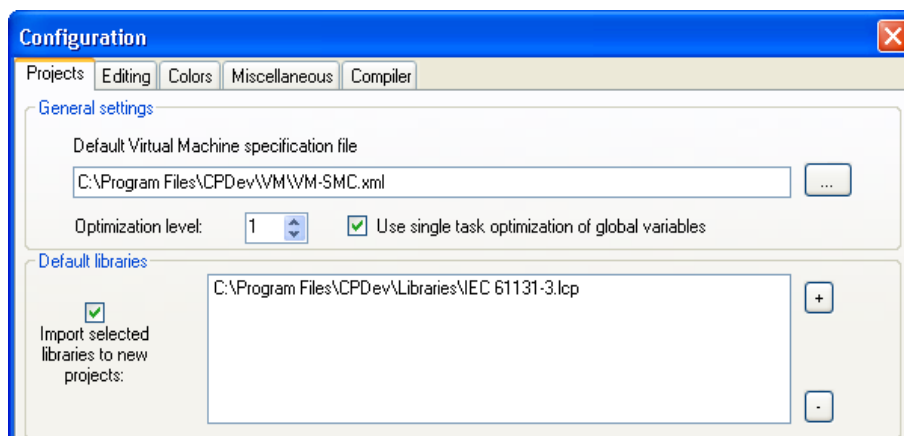 Configuration
Projects Editing Colors Miscellaneous Compiler
General settings
Default Virtual Machine specification file
C:\Program Files\CPDev\VM\VM-SMC.xml ...
Optimization level: 1 Use single task optimization of global variables
Default libraries
C:\Program Files\CPDev\Libraries\IEC 61131-3.lcp
+
Import selected
libraries to new
projects:
-